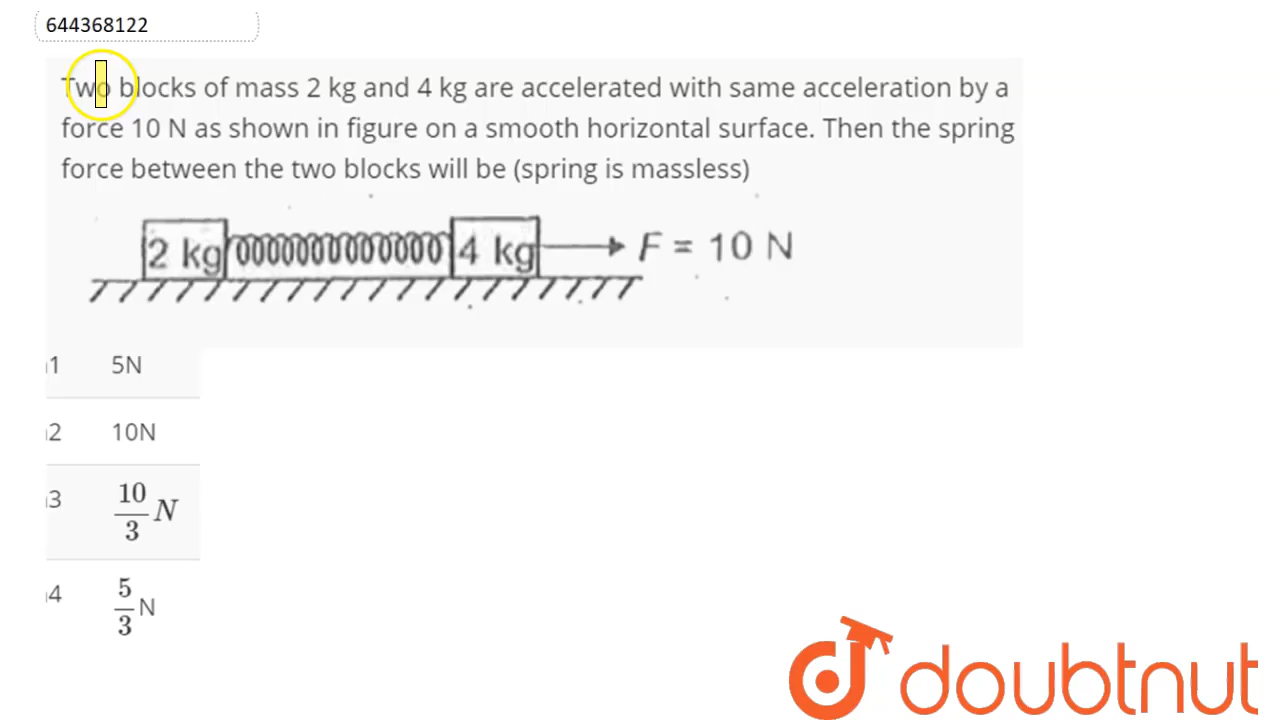 644368122
Two blocks of mass 2 kg and 4 kg are accelerated with same acceleration by a
force 10 N as shown in figure on a smooth horizontal surface. Then the spring
force between the two blocks will be (spring is massless)
2 kg 4 kg F = 10 N
1 5N
2 10N
3 10/3 N
4 5/3 N
doubtnut